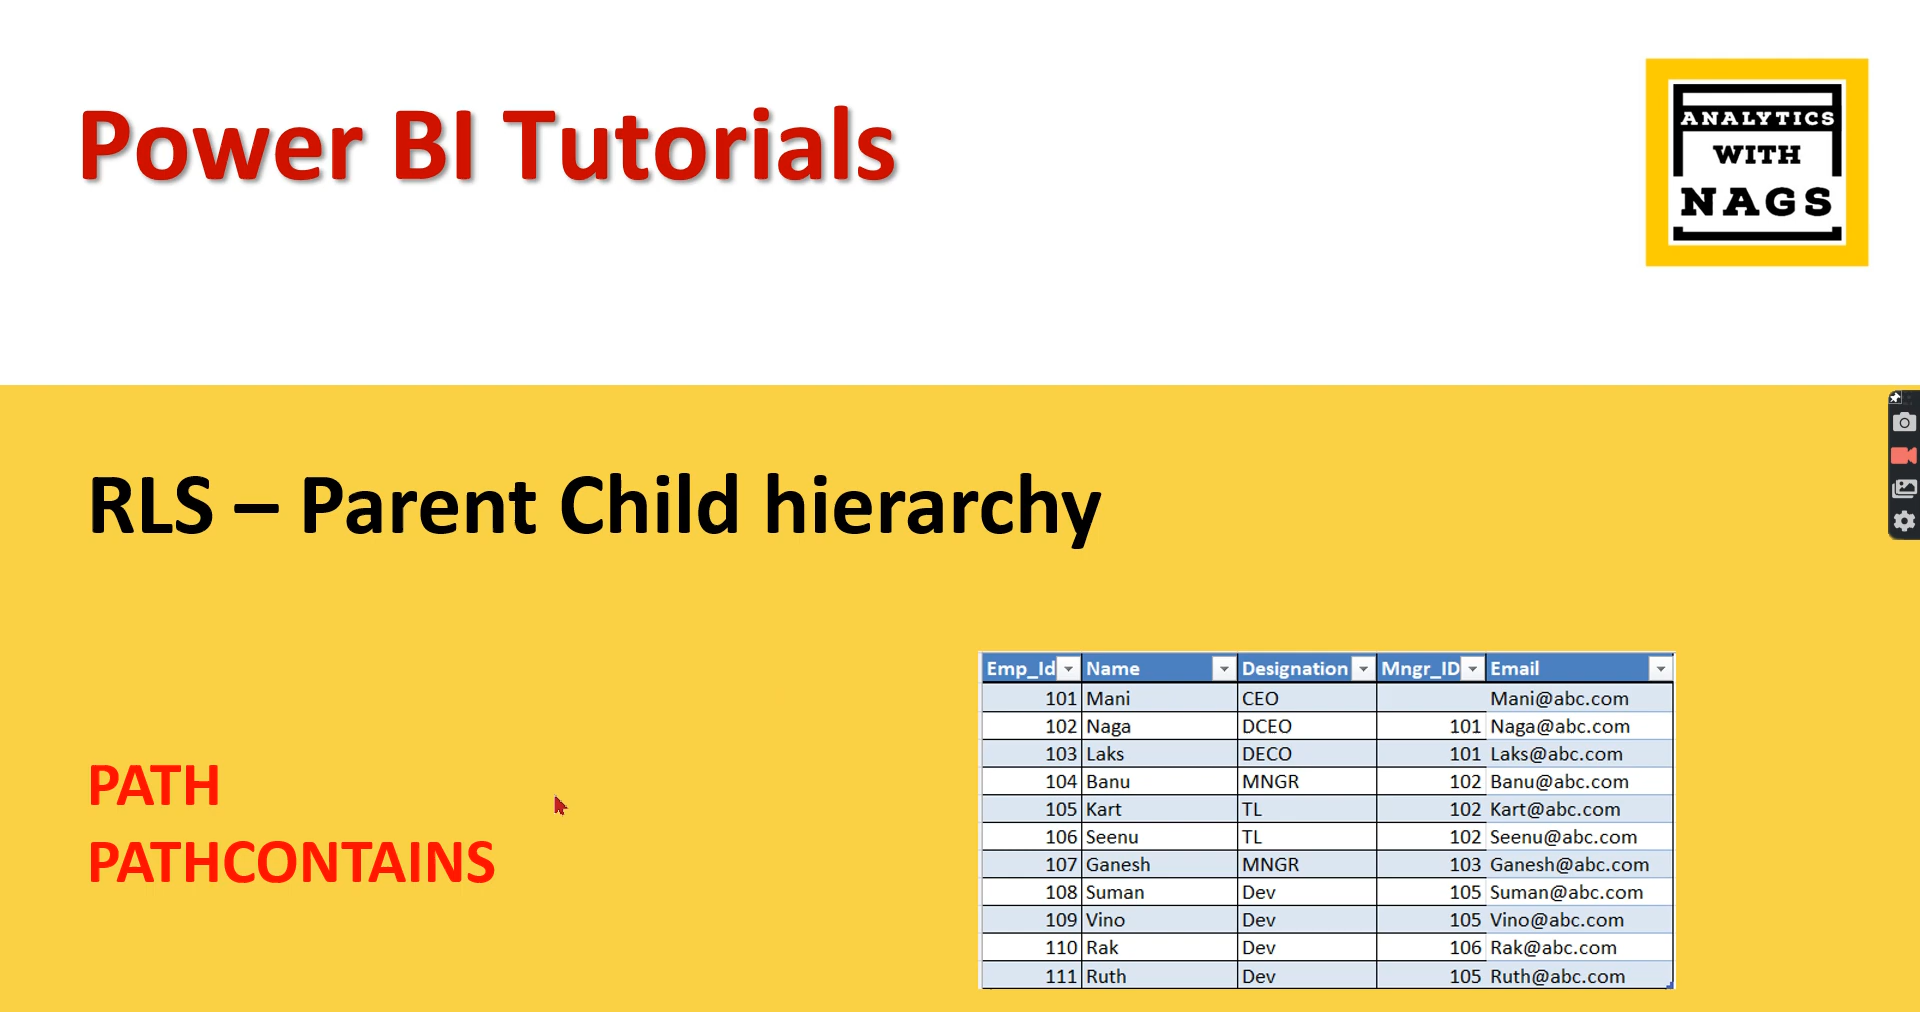 Power BI Tutorials
ANALYTICS
WITH
NAGS
RLS – Parent Child hierarchy
PATH
PATHCONTAINS
Emp_Id Name Designation Mngr_ID Email
101 Mani CEO Mani@abc.com
102 Naga DCEO 101 Naga@abc.com
103 Laks DECO 101 Laks@abc.com
104 Banu MNGR 102 Banu@abc.com
105 Kart TL 102 Kart@abc.com
106 Seenu TL 102 Seenu@abc.com
107 Ganesh MNGR 103 Ganesh@abc.com
108 Suman Dev 105 Suman@abc.com
109 Vino Dev 105 Vino@abc.com
110 Rak Dev 106 Rak@abc.com
111 Ruth Dev 105 Ruth@abc.com